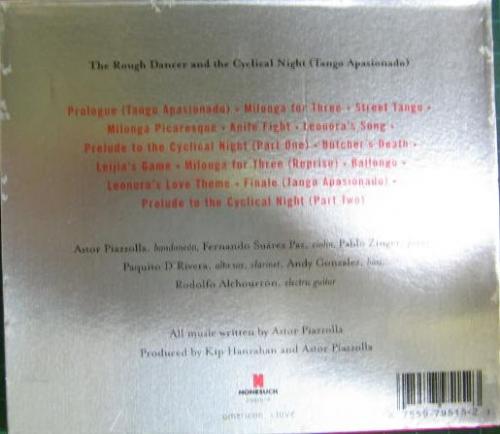 The Rough Dancer and the Cyclical Night (Tango Apasionado)
Prologue (Tango Apasionado) • Milonga for Three • Street Tango •
Milonga Picaresque • Knife Fight • Leonora's Song •
Prelude to the Cyclical Night (Part One) • Butcher's Death •
Leijia's Game • Milonga for Three (Reprise) • Bailongo •
Leonora's Love Theme • Finale (Tango Apasionado) •
Prelude to the Cyclical Night (Part Two)
Astor Piazzolla, bandoneón, Fernando Suárez Paz, violin, Pablo Zinger, piano
Paquito D'Rivera, alto sax, clarinet, Andy González, bass,
Rodolfo Alchourrón, electric guitar
All music written by Astor Piazzolla
Produced by Kip Hanrahan and Astor Piazzolla
NONESUCH
american clavé
7559-79515-2